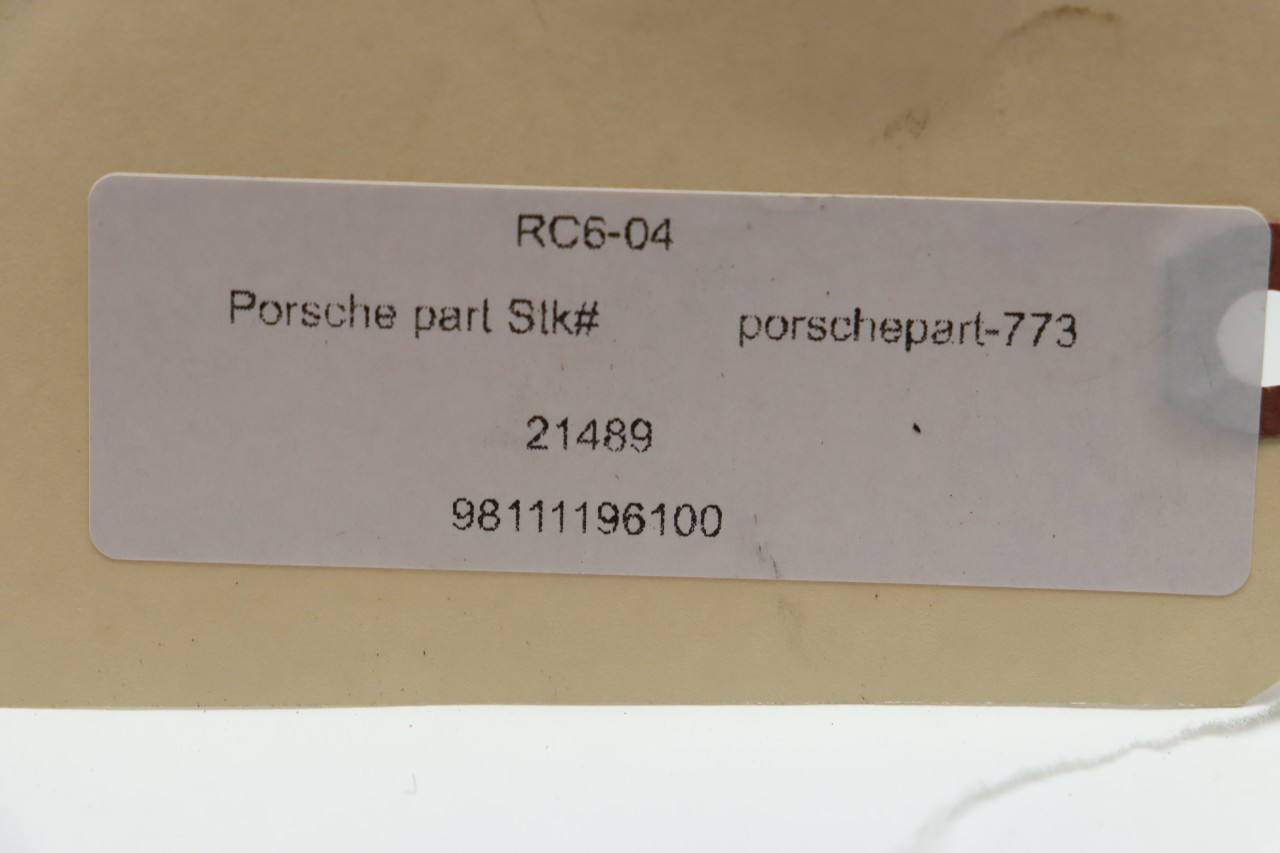 RC6-04
Porsche part Stk# porschepart-773
21489
98111196100